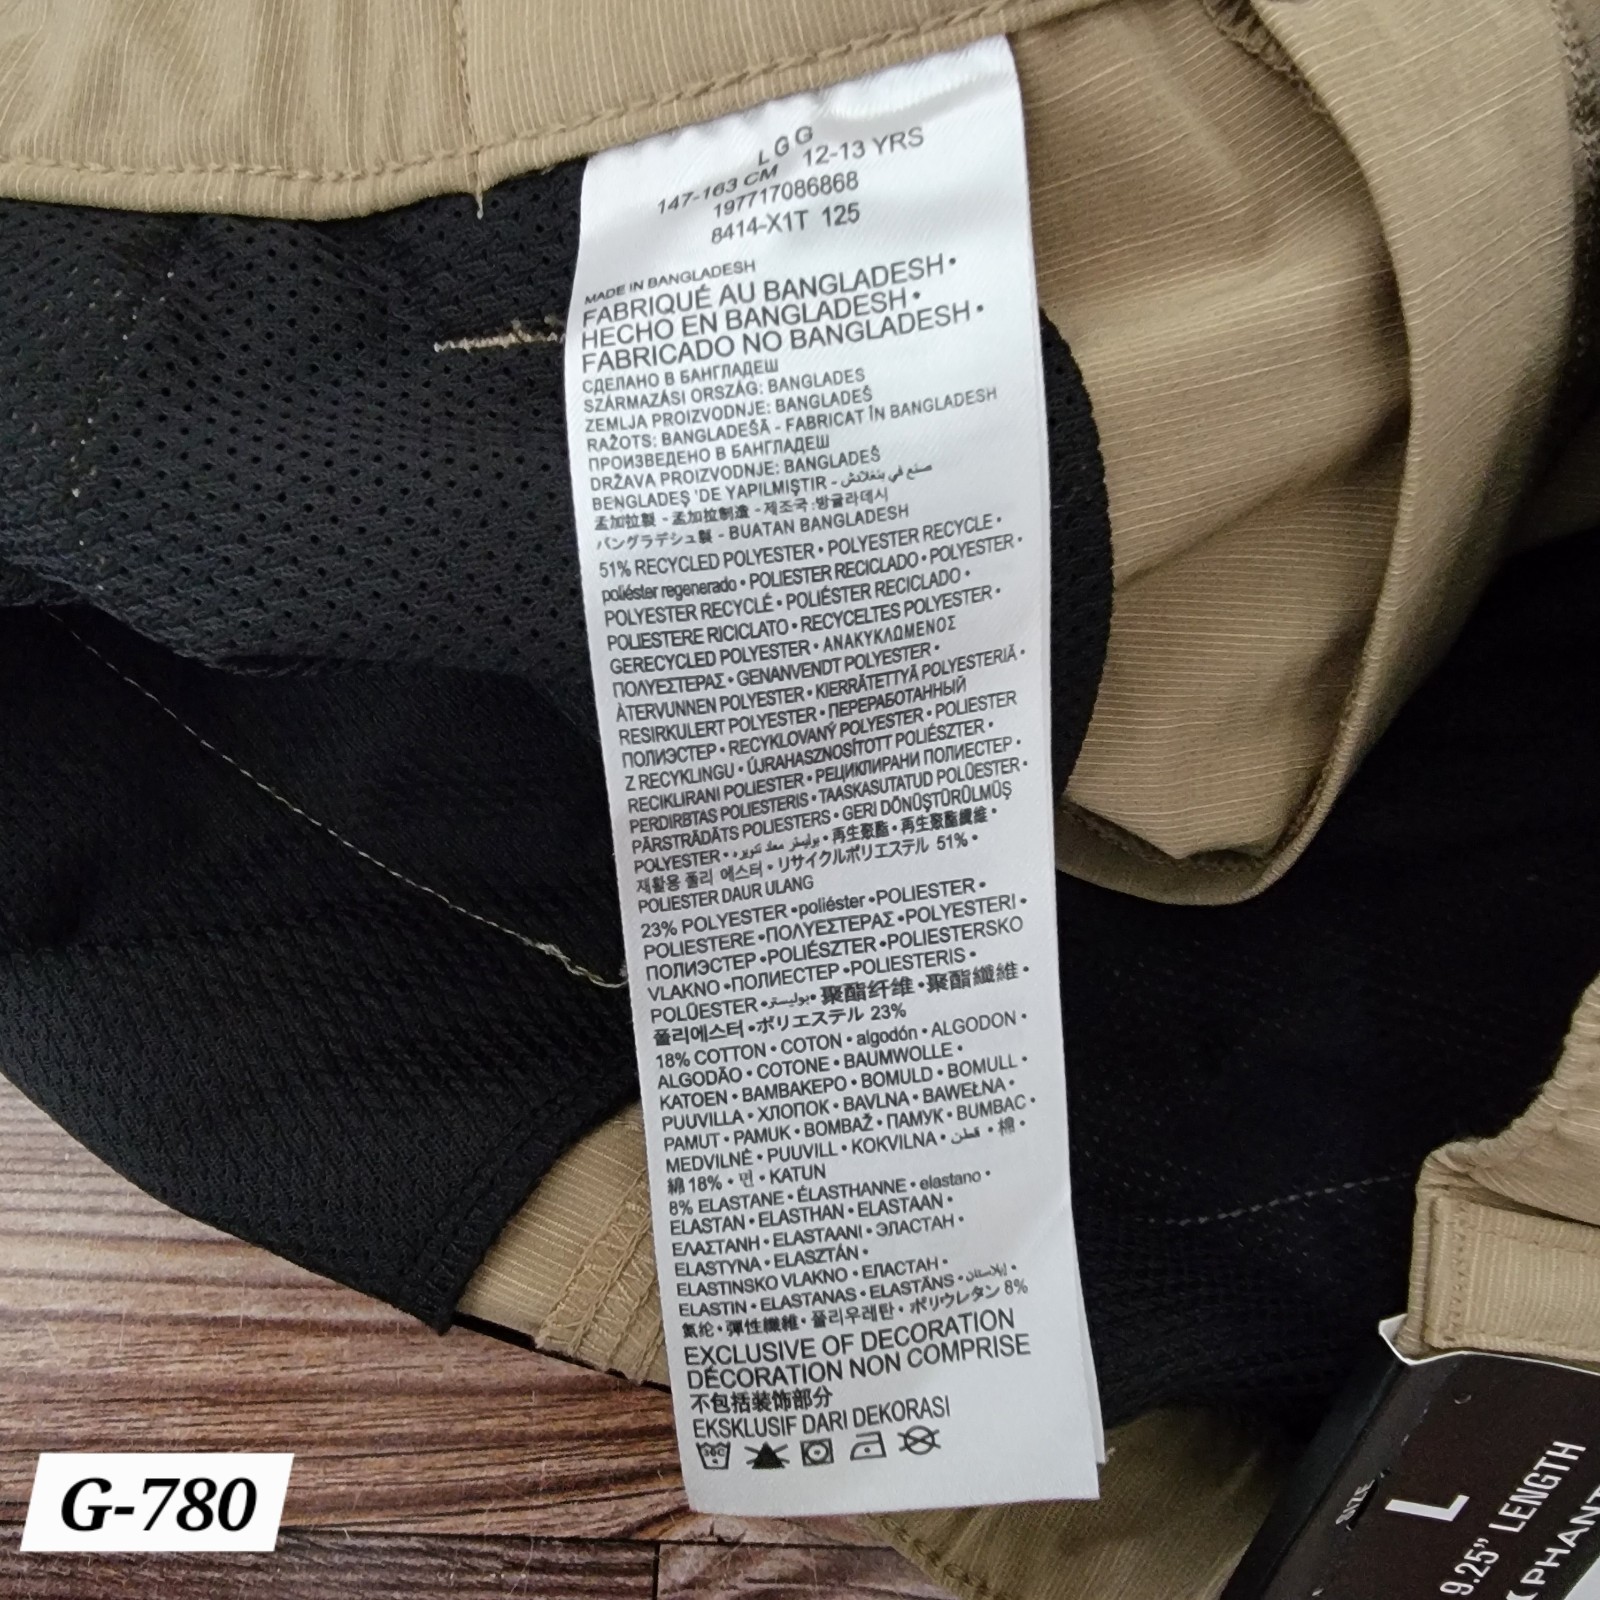 L G G
147-163 CM 12-13 YRS
197717086868
8414-X1T 125
MADE IN BANGLADESH
FABRIQUÉ AU BANGLADESH •
HECHO EN BANGLADESH •
FABRICADO NO BANGLADESH •
СДЕЛАНО В БАНГЛАДЕШ
SZÁRMAZÁSI ORSZÁG: BANGLADES
ZEMLJA PROIZVODNJE: BANGLADEŠ
RAŽOTS: BANGLADEŠĀ - FABRICAT ÎN BANGLADESH
ПРОИЗВЕДЕНО В БАНГЛАДЕШ
DRŽAVA PROIZVODNJE: BANGLADEŠ
BENGLADEŞ 'DE YAPILMIŞTIR - صنع في بنغلادش
孟加拉製 - 孟加拉制造 - 제조국 :방글라데시
バングラデシュ製 - BUATAN BANGLADESH
51% RECYCLED POLYESTER • POLYESTER RECYCLE •
poliéster regenerado • POLIESTER RECICLADO • POLYESTER •
POLYESTER RECYCLÉ • POLIÉSTER RECICLADO •
POLIESTERE RICICLATO • RECYCELTES POLYESTER •
GERECYCLED POLYESTER • ΑΝΑΚΥΚΛΩΜΕΝΟΣ
ΠΟΛΥΕΣΤΕΡΑΣ • GENANVENDT POLYESTER •
ÅTERVUNNEN POLYESTER • KIERRÄTETTYÄ POLYESTERIÄ •
RESIRKULERT POLYESTER • ПЕРЕРАБОТАННЫЙ
ПОЛИЭСТЕР • RECYKLOVANÝ POLYESTER • POLIESTER
Z RECYKLINGU • ÚJRAHASZNOSÍTOTT POLIÉSZTER •
RECIKLIRANI POLIESTER • РЕЦИКЛИРАНИ ПОЛИЕСТЕР •
PERDIRBTAS POLIESTERIS • TAASKASUTATUD POLÜESTER •
PĀRSTRĀDĀTS POLIESTERS • GERI DÖNÜŞTÜRÜLMÜŞ
POLYESTER • بوليستر معاد تدويره • 再生聚酯 • 再生聚酯纖維 •
재활용 폴리 에스터 • リサイクルポリエステル 51% •
POLIESTER DAUR ULANG
23% POLYESTER •poliéster •POLIESTER •
POLIESTERE •ΠΟΛΥΕΣΤΕΡΑΣ •POLYESTERI •
ПОЛИЭСТЕР •POLIÉSZTER •POLIESTERSKO
VLAKNO •ПОЛИЕСТЕР •POLIESTERIS •
POLÜESTER •بوليستر• 聚酯纤维 •聚酯纖維 •
폴리에스터 •ポリエステル 23%
18% COTTON • COTON • algodón • ALGODON •
ALGODÃO • COTONE • BAUMWOLLE •
KATOEN • ΒΑΜΒΑΚΕΡΟ • BOMULD • BOMULL •
PUUVILLA • ХЛОПОК • BAVLNA • BAWEŁNA •
PAMUT • PAMUK • BOMBAŽ • ПАМУК • BUMBAC •
MEDVILNĖ • PUUVILL • KOKVILNA • قطن • 棉 •
綿 18% • 면 • KATUN
8% ELASTANE • ÉLASTHANNE • elastano •
ELASTAN • ELASTHAN • ELASTAAN •
ΕΛΑΣΤΑΝΗ • ELASTAANI • ЭЛАСТАН •
ELASTYNA • ELASZTÁN •
ELASTINSKO VLAKNO • ЕЛАСТАН •
ELASTIN • ELASTANAS • ELASTĀNS • إيلاستان •
氨纶 • 彈性纖維 • 폴리우레탄 • ポリウレタン 8%
EXCLUSIVE OF DECORATION
DÉCORATION NON COMPRISE
不包括装饰部分
EKSKLUSIF DARI DEKORASI
30C
G-780
SIZE
L
9.25" LENGTH